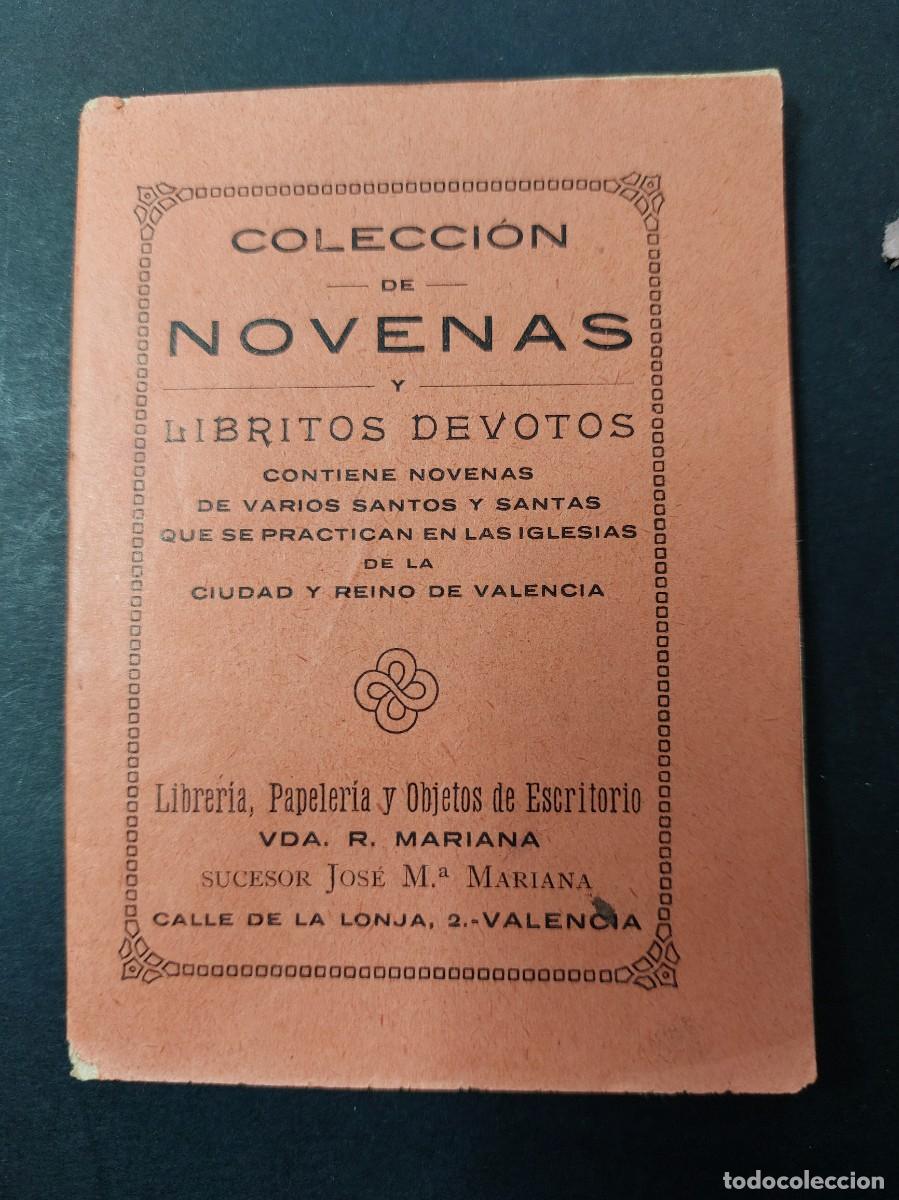 COLECCIÓN
DE
NOVENAS
Y
LIBRITOS DEVOTOS
CONTIENE NOVENAS
DE VARIOS SANTOS Y SANTAS
QUE SE PRACTICAN EN LAS IGLESIAS
DE LA
CIUDAD Y REINO DE VALENCIA
Librería, Papelería y Objetos de Escritorio
VDA. R. MARIANA
SUCESOR JOSÉ M.ª MARIANA
CALLE DE LA LONJA, 2.-VALENCIA
todocoleccion